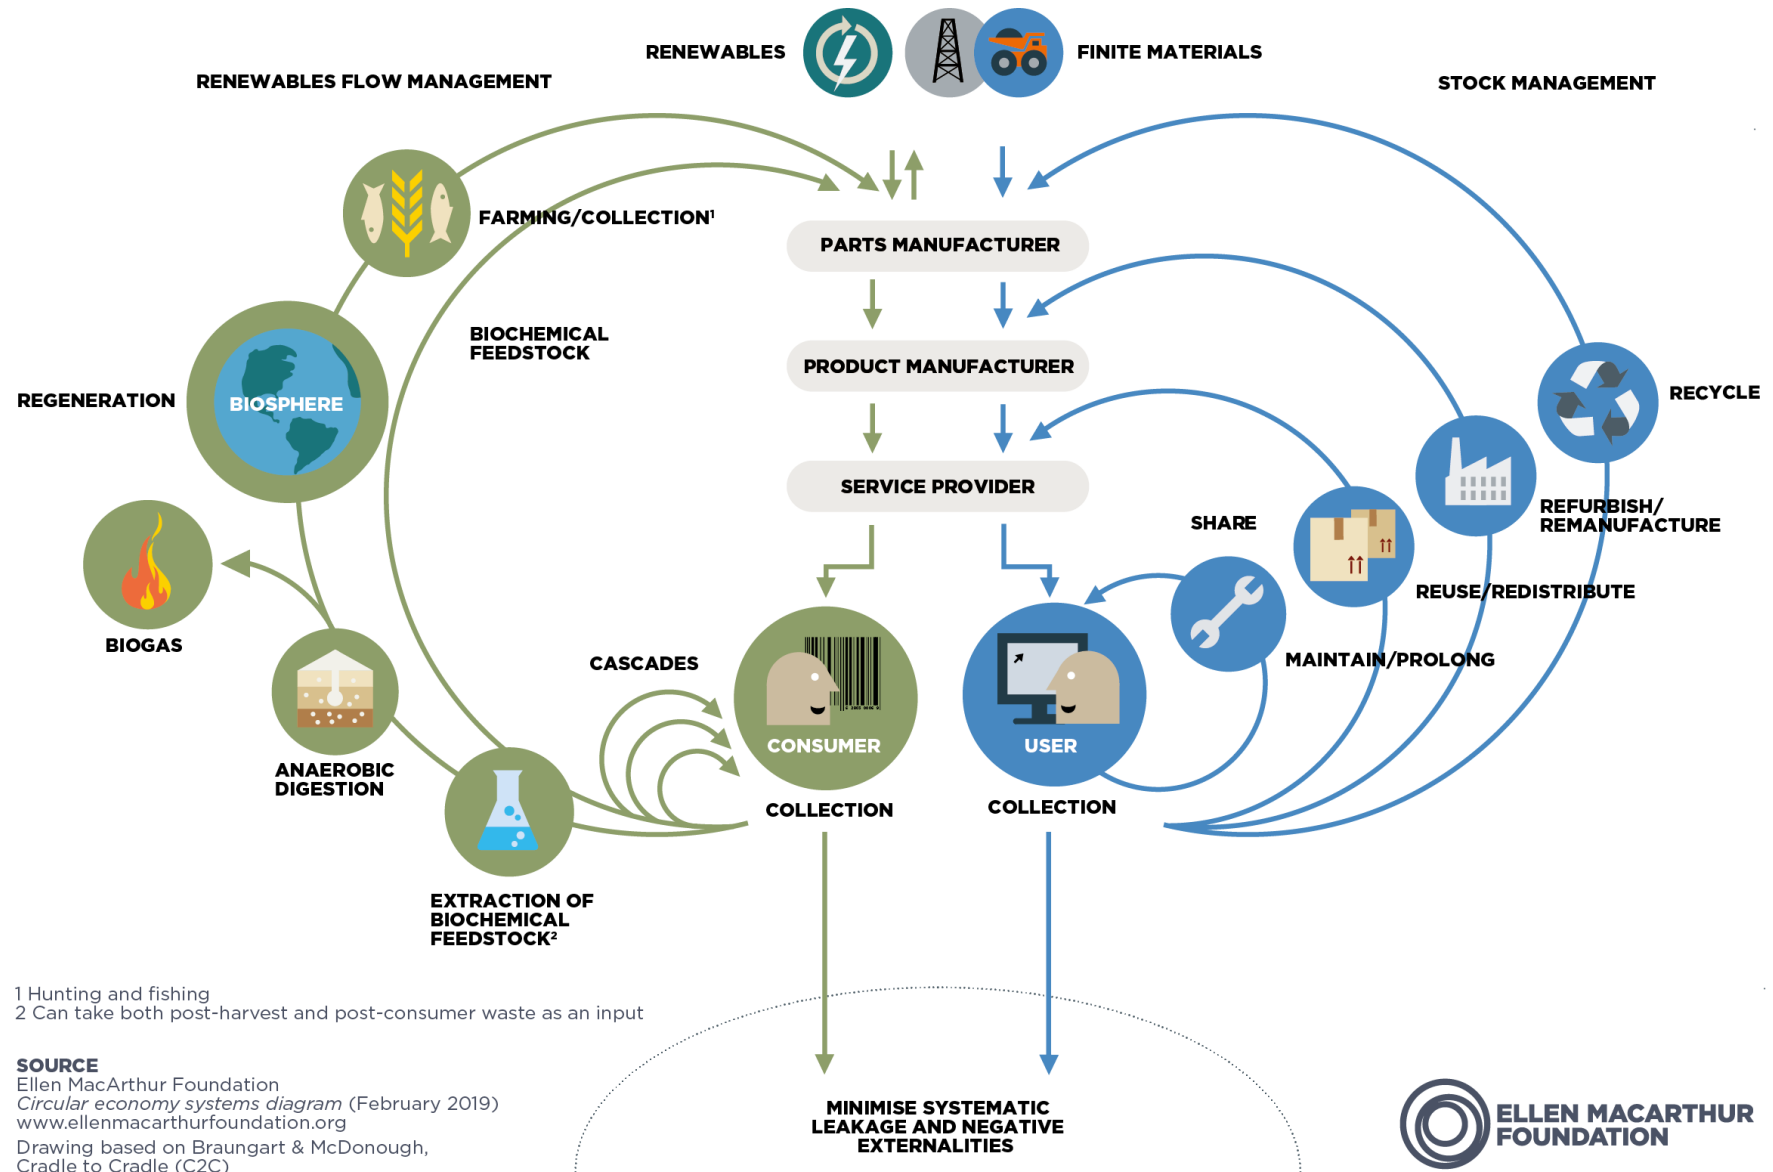 RENEWABLES
FINITE MATERIALS
RENEWABLES FLOW MANAGEMENT
STOCK MANAGEMENT
FARMING/COLLECTION¹
PARTS MANUFACTURER
BIOCHEMICAL
FEEDSTOCK
PRODUCT MANUFACTURER
REGENERATION
BIOSPHERE
RECYCLE
SERVICE PROVIDER
SHARE
REFURBISH/
REMANUFACTURE
REUSE/REDISTRIBUTE
BIOGAS
CASCADES
MAINTAIN/PROLONG
CONSUMER
USER
ANAEROBIC
DIGESTION
COLLECTION
COLLECTION
EXTRACTION OF
BIOCHEMICAL
FEEDSTOCK²
1 Hunting and fishing
2 Can take both post-harvest and post-consumer waste as an input
SOURCE
Ellen MacArthur Foundation
Circular economy systems diagram (February 2019)
www.ellenmacarthurfoundation.org
Drawing based on Braungart & McDonough,
Cradle to Cradle (C2C)
MINIMISE SYSTEMATIC
LEAKAGE AND NEGATIVE
EXTERNALITIES
ELLEN MACARTHUR
FOUNDATION